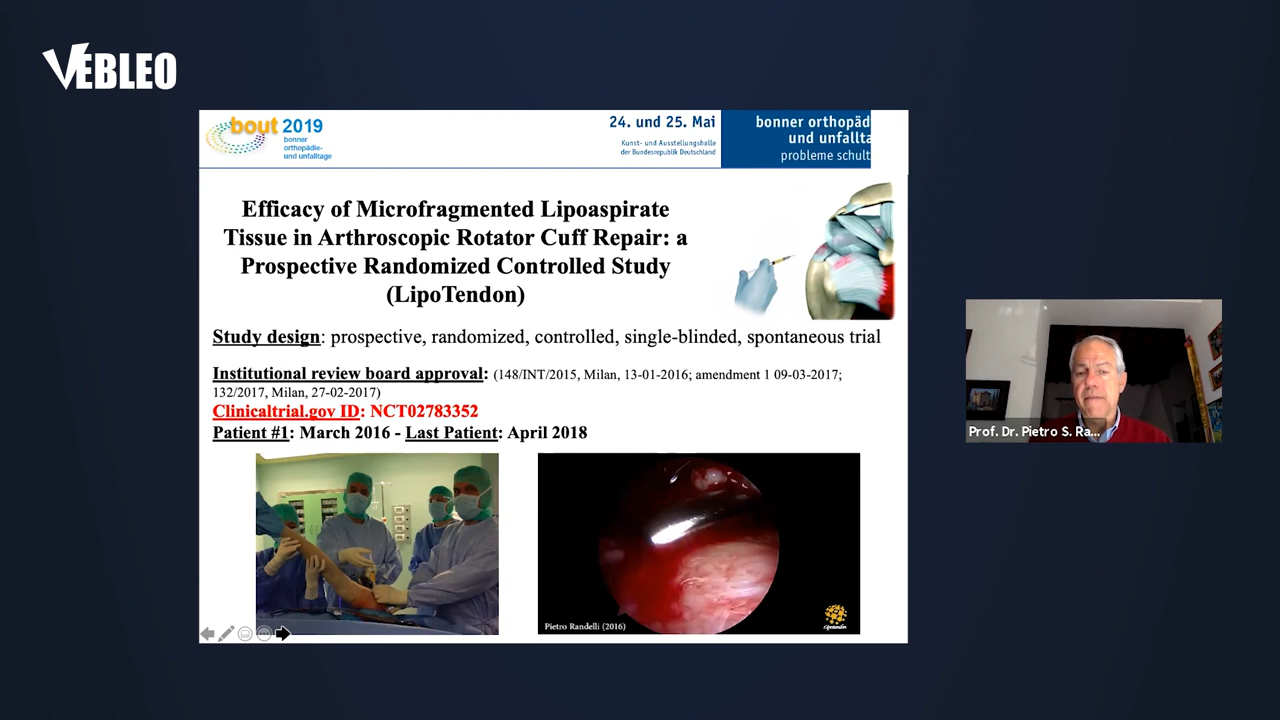 VEBLEO
bout 2019
bonner
orthopädie-
und unfalltage
24. und 25. Mai
Kunst- und Ausstellungshalle
der Bundesrepublik Deutschland
bonner orthopäd
und unfallta
probleme schult
Efficacy of Microfragmented Lipoaspirate
Tissue in Arthroscopic Rotator Cuff Repair: a
Prospective Randomized Controlled Study
(LipoTendon)
Study design: prospective, randomized, controlled, single-blinded, spontaneous trial
Institutional review board approval: (148/INT/2015, Milan, 13-01-2016; amendment 1 09-03-2017;
132/2017, Milan, 27-02-2017)
Clinicaltrial.gov ID: NCT02783352
Patient #1: March 2016 - Last Patient: April 2018
Pietro Randelli (2016)
Prof. Dr. Pietro S. Ra...